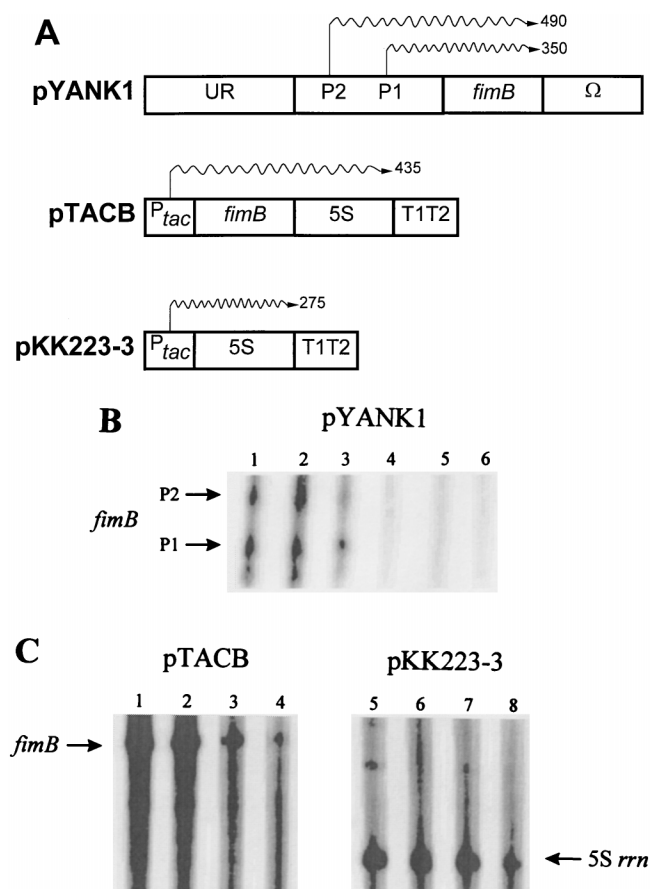 A
490
350
pYANK1 UR P2 P1 fimB Ω
435
pTACB Ptac fimB 5S T1T2
275
pKK223-3 Ptac 5S T1T2
B pYANK1
1 2 3 4 5 6
P2
fimB
P1
C pTACB pKK223-3
1 2 3 4 5 6 7 8
fimB
5S rrn